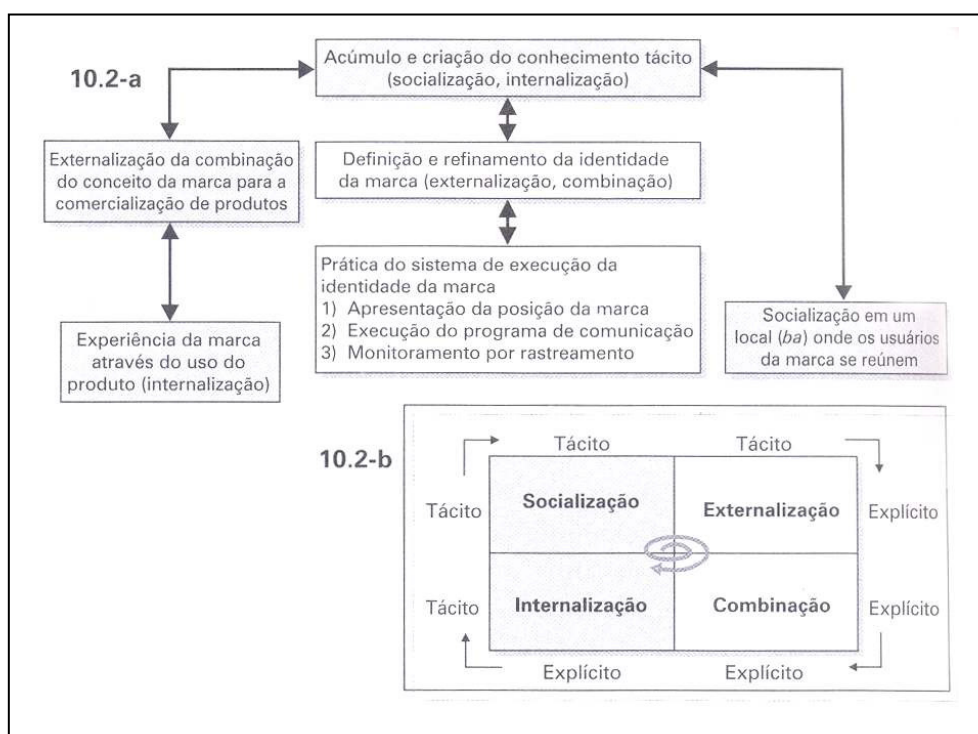 10.2-a
Acúmulo e criação do conhecimento tácito
(socialização, internalização)
Externalização da combinação
do conceito da marca para a
comercialização de produtos
Definição e refinamento da identidade
da marca (externalização, combinação)
Prática do sistema de execução da
identidade da marca
1) Apresentação da posição da marca
2) Execução do programa de comunicação
3) Monitoramento por rastreamento
Experiência da marca
através do uso do
produto (internalização)
Socialização em um
local (ba) onde os usuários
da marca se reúnem
10.2-b
Tácito Tácito
Tácito Socialização Externalização Explícito
Tácito Internalização Combinação Explícito
Explícito Explícito